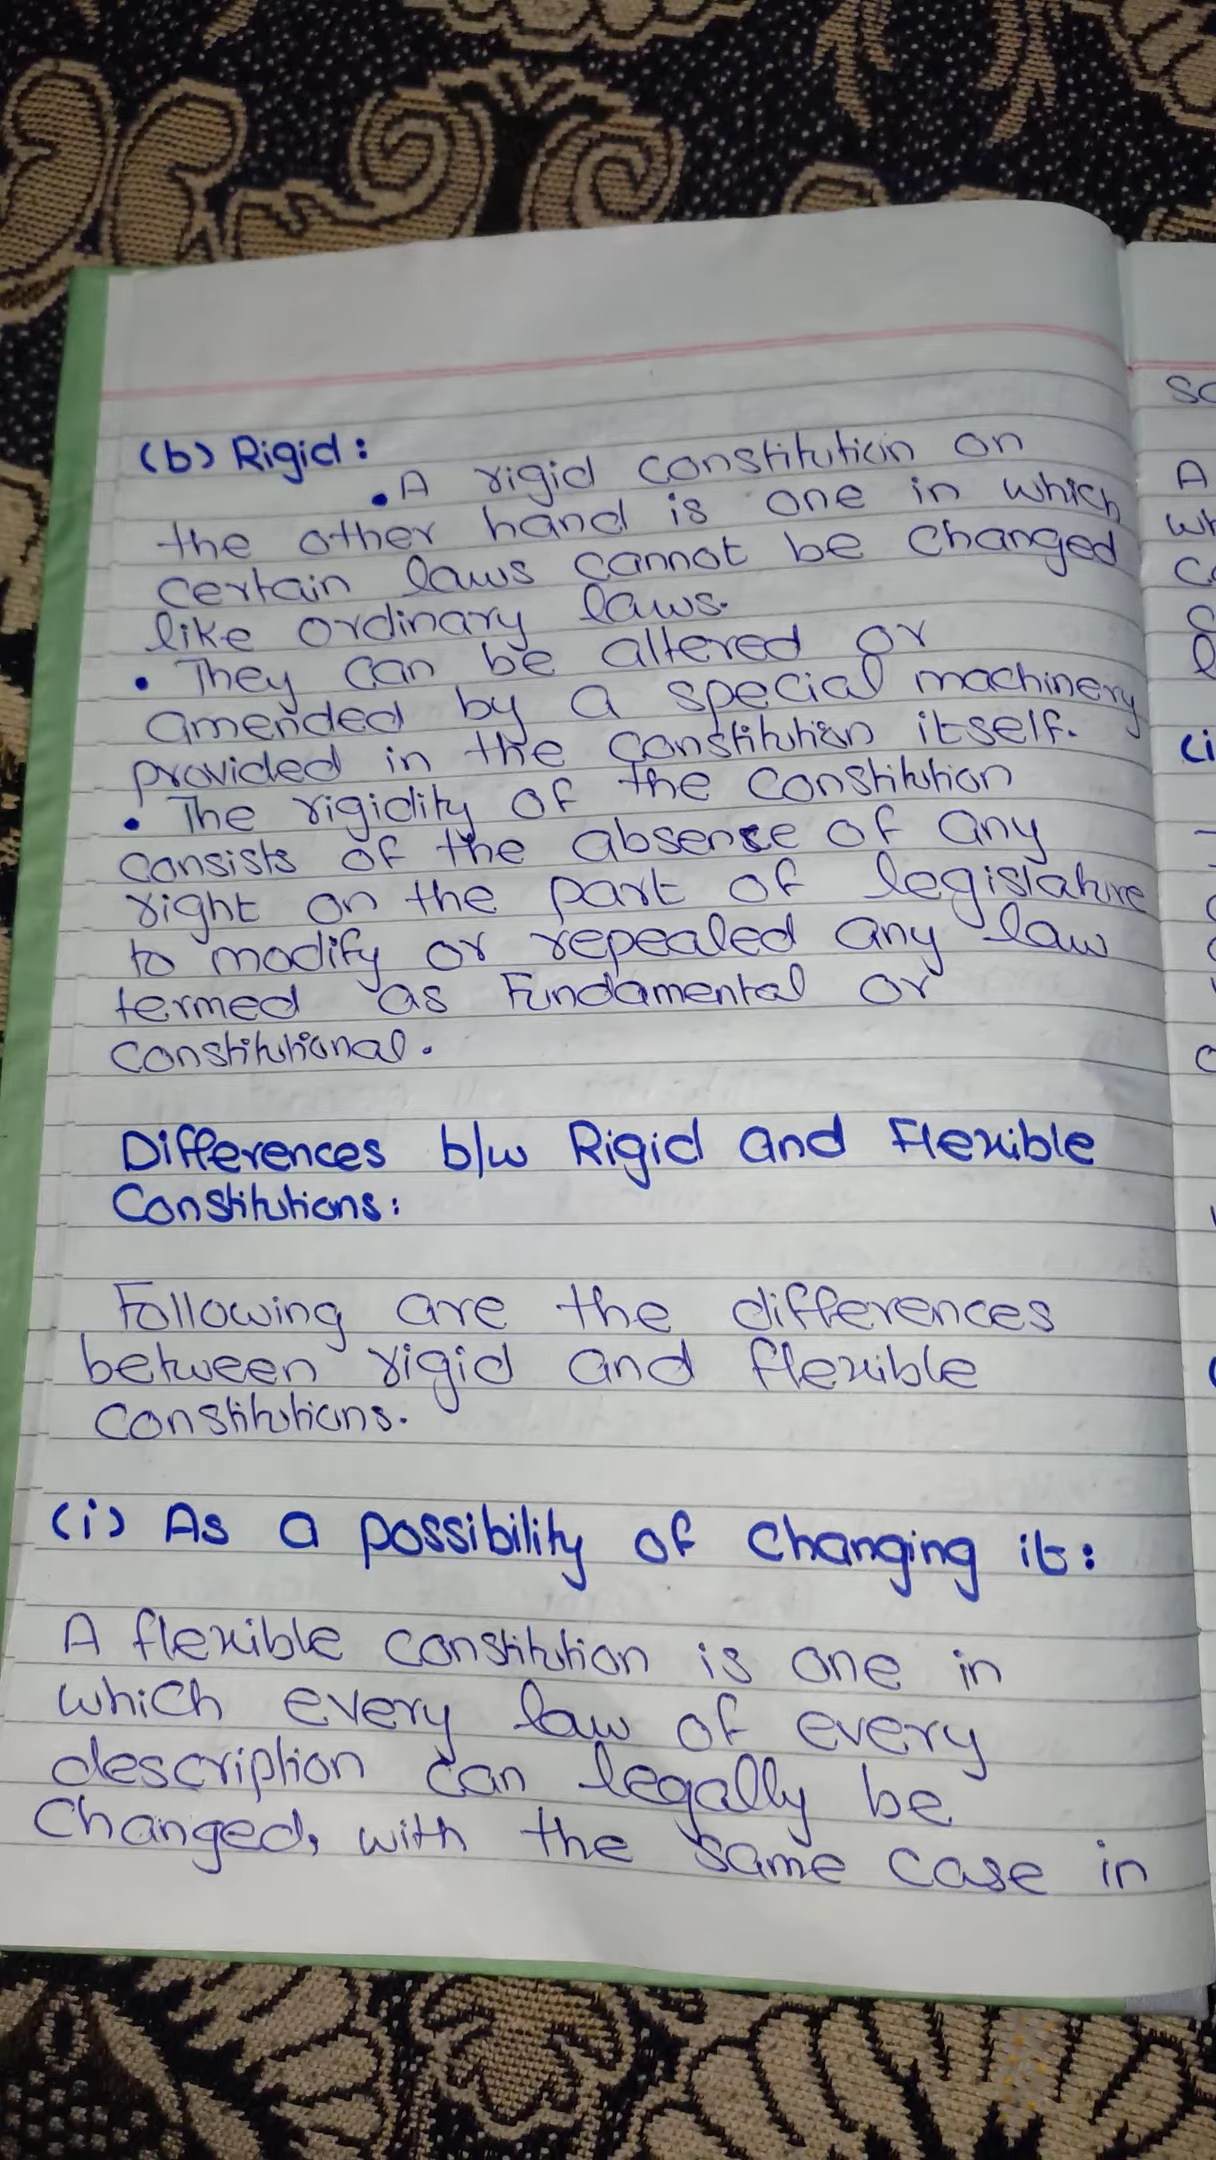 (b) Rigid:
• A rigid constitution on
the other hand is one in which
certain laws cannot be changed
like ordinary laws.
• They can be altered or
amended by a special machinery
provided in the constitution itself.
• The rigidity of the constitution
consists of the absense of any
right on the part of legislature
to modify or repealed any law
termed as Fundamental or
constitutional.
Differences b/w Rigid and Flexible
Constitutions:
Following are the differences
between rigid and flexible
constitutions.
(i) As a possibility of changing it:
A flexible constitution is one in
which every law of every
description can legally be
changed, with the same case in